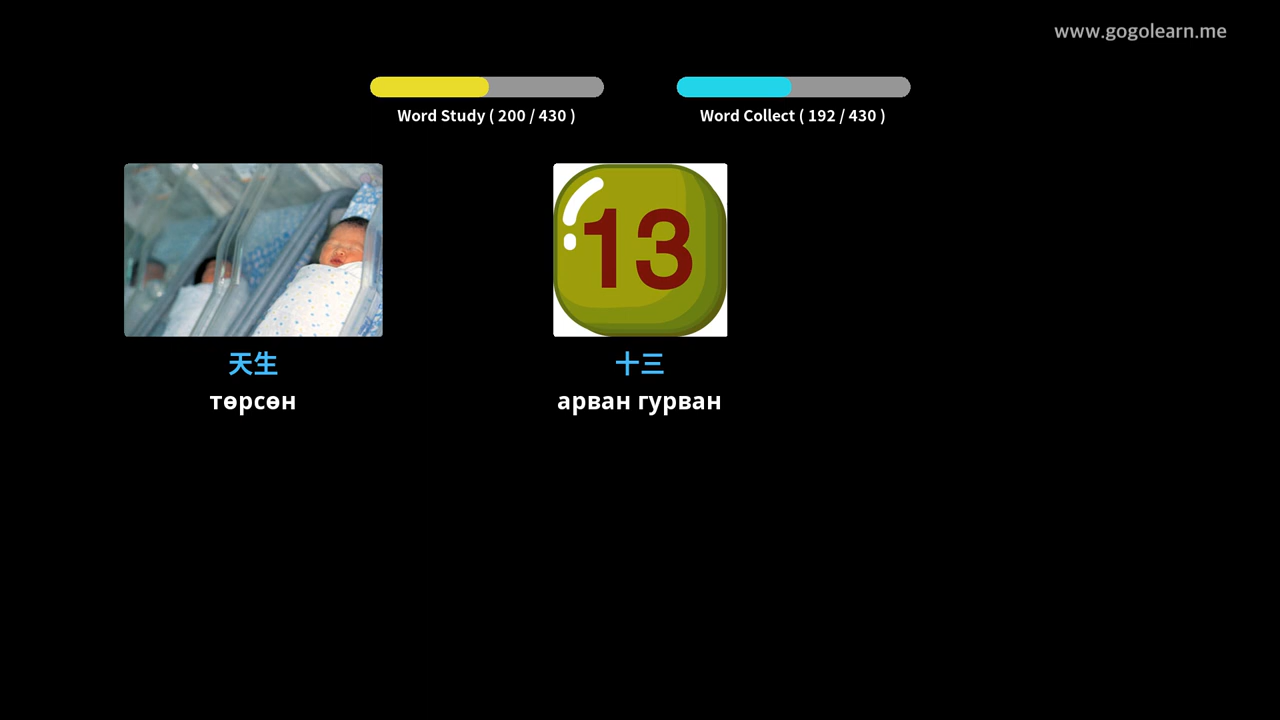 www.gogolearn.me
Word Study ( 200 / 430 )
Word Collect ( 192 / 430 )
13
天生
十三
төрсөн
арван гурван